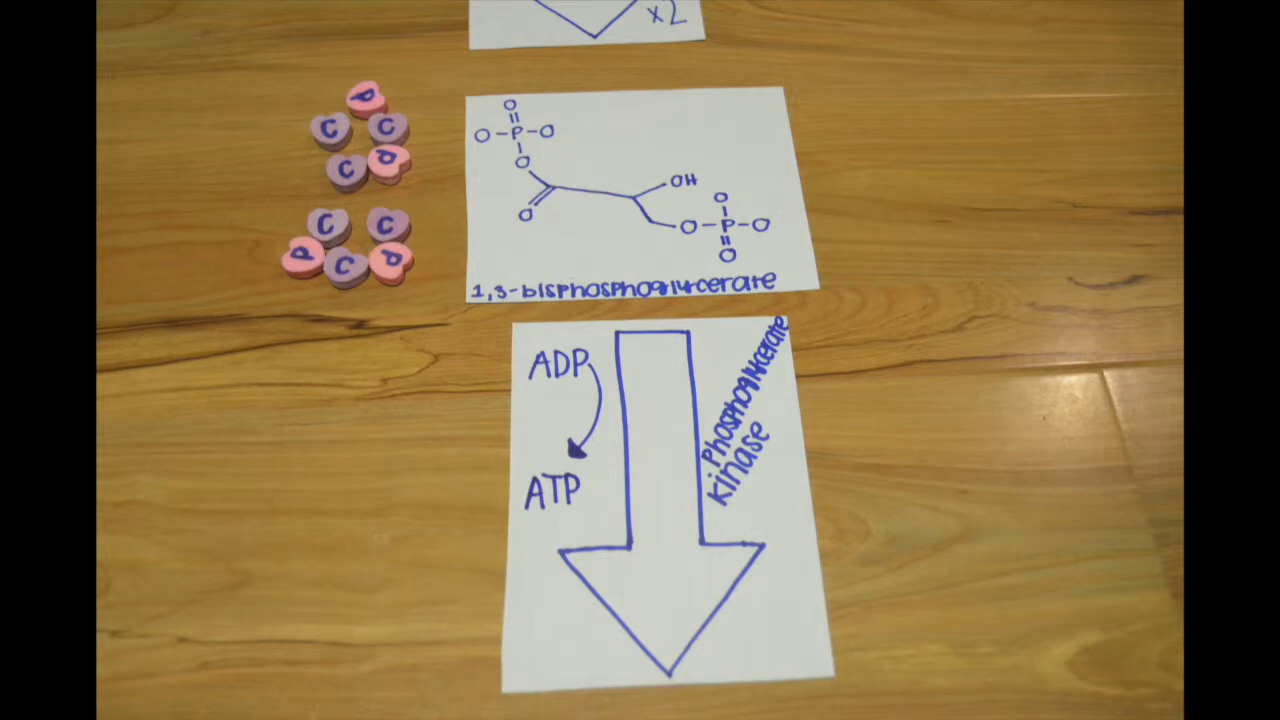 x2
P
C C
C P
C C
P C P
O
O-P-O
O
O
OH
O
O-P-O
O
1,3-bisphosphoglycerate
ADP
ATP
Phosphoglycerate
kinase